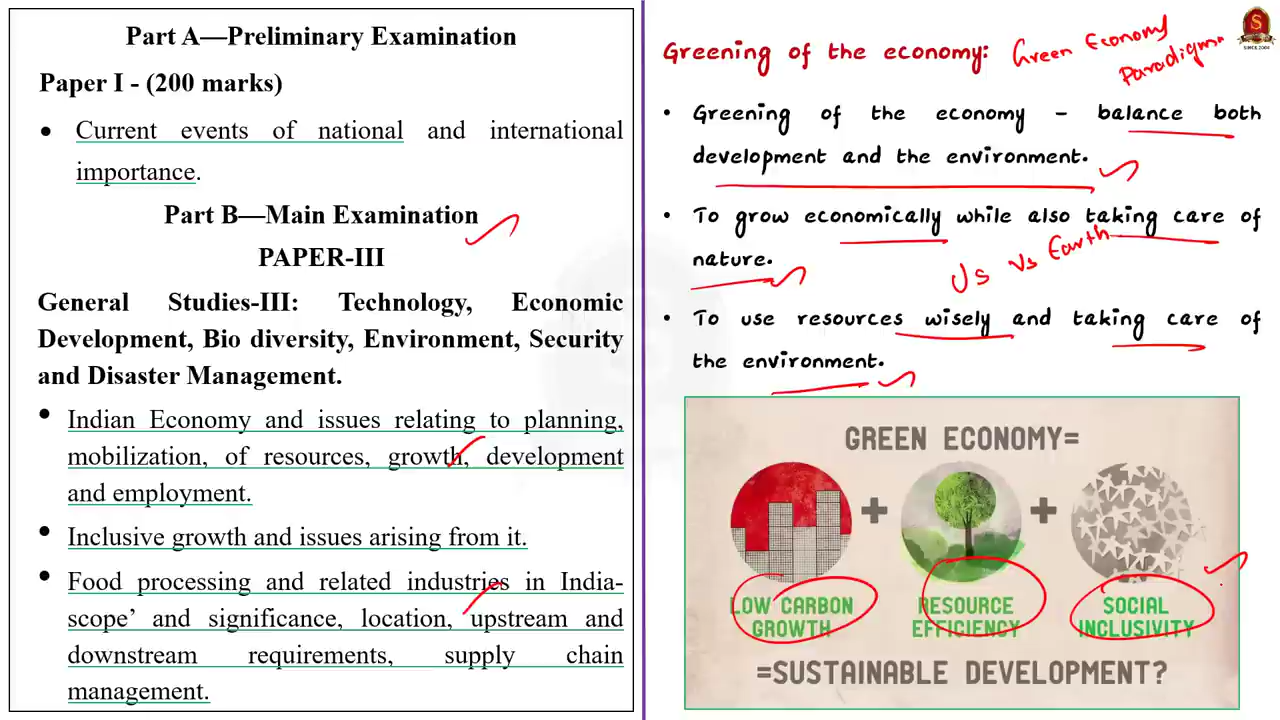 Part A—Preliminary Examination
Paper I - (200 marks)
• Current events of national and international
importance.
Part B—Main Examination
PAPER-III
General Studies-III: Technology, Economic
Development, Bio diversity, Environment, Security
and Disaster Management.
• Indian Economy and issues relating to planning,
mobilization, of resources, growth, development
and employment.
• Inclusive growth and issues arising from it.
• Food processing and related industries in India-
scope’ and significance, location, upstream and
downstream requirements, supply chain
management.
Greening of the economy:
Green Economy
Paradigm
• Greening of the economy – balance both
development and the environment.
• To grow economically while also taking care of
nature.
Us vs Earth
• To use resources wisely and taking care of
the environment.
GREEN ECONOMY=
+ +
LOW CARBON
GROWTH
RESOURCE
EFFICIENCY
SOCIAL
INCLUSIVITY
=SUSTAINABLE DEVELOPMENT?
S
SINCE 2004